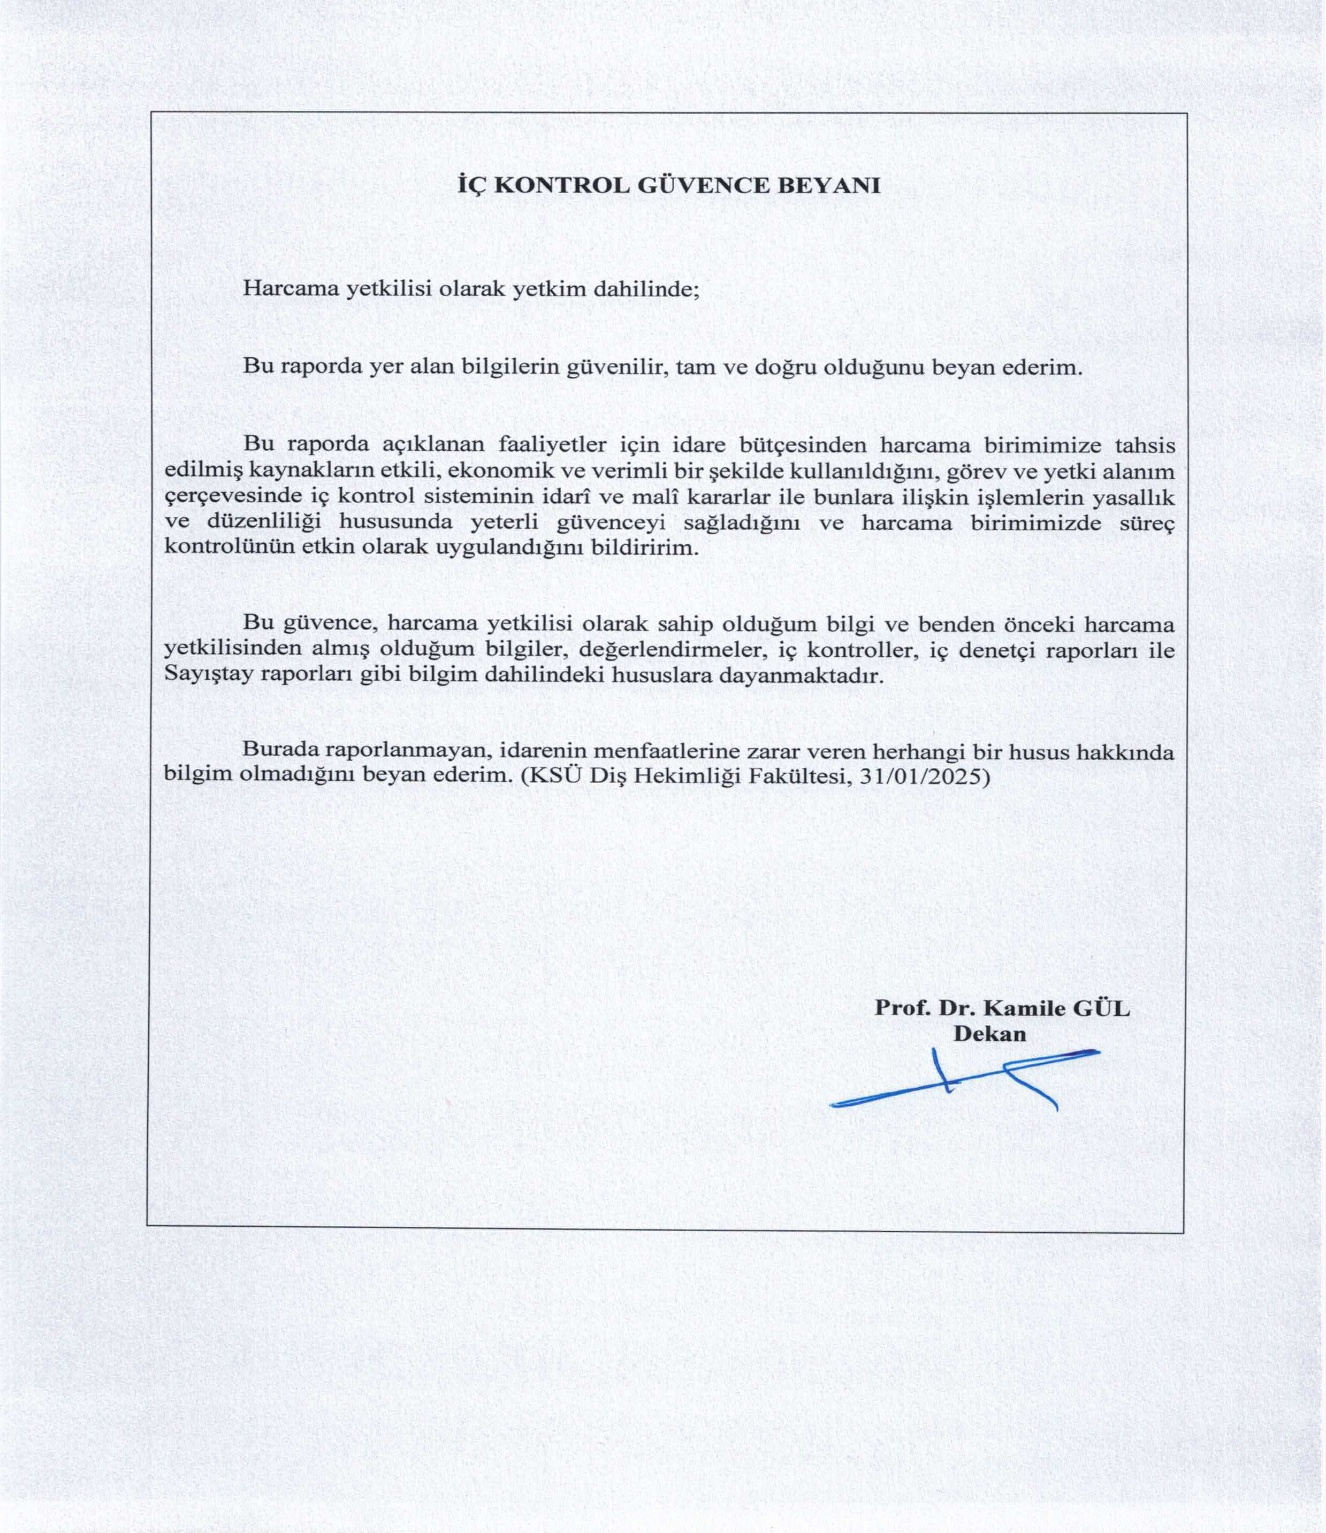 İÇ KONTROL GÜVENCE BEYANI
Harcama yetkilisi olarak yetkim dahilinde;
Bu raporda yer alan bilgilerin güvenilir, tam ve doğru olduğunu beyan ederim.
Bu raporda açıklanan faaliyetler için idare bütçesinden harcama birimimize tahsis
edilmiş kaynakların etkili, ekonomik ve verimli bir şekilde kullanıldığını, görev ve yetki alanım
çerçevesinde iç kontrol sisteminin idarî ve malî kararlar ile bunlara ilişkin işlemlerin yasallık
ve düzenliliği hususunda yeterli güvenceyi sağladığını ve harcama birimimizde süreç
kontrolünün etkin olarak uygulandığını bildiririm.
Bu güvence, harcama yetkilisi olarak sahip olduğum bilgi ve benden önceki harcama
yetkilisinden almış olduğum bilgiler, değerlendirmeler, iç kontroller, iç denetçi raporları ile
Sayıştay raporları gibi bilgim dahilindeki hususlara dayanmaktadır.
Burada raporlanmayan, idarenin menfaatlerine zarar veren herhangi bir husus hakkında
bilgim olmadığını beyan ederim. (KSÜ Diş Hekimliği Fakültesi, 31/01/2025)
Prof. Dr. Kamile GÜL
Dekan